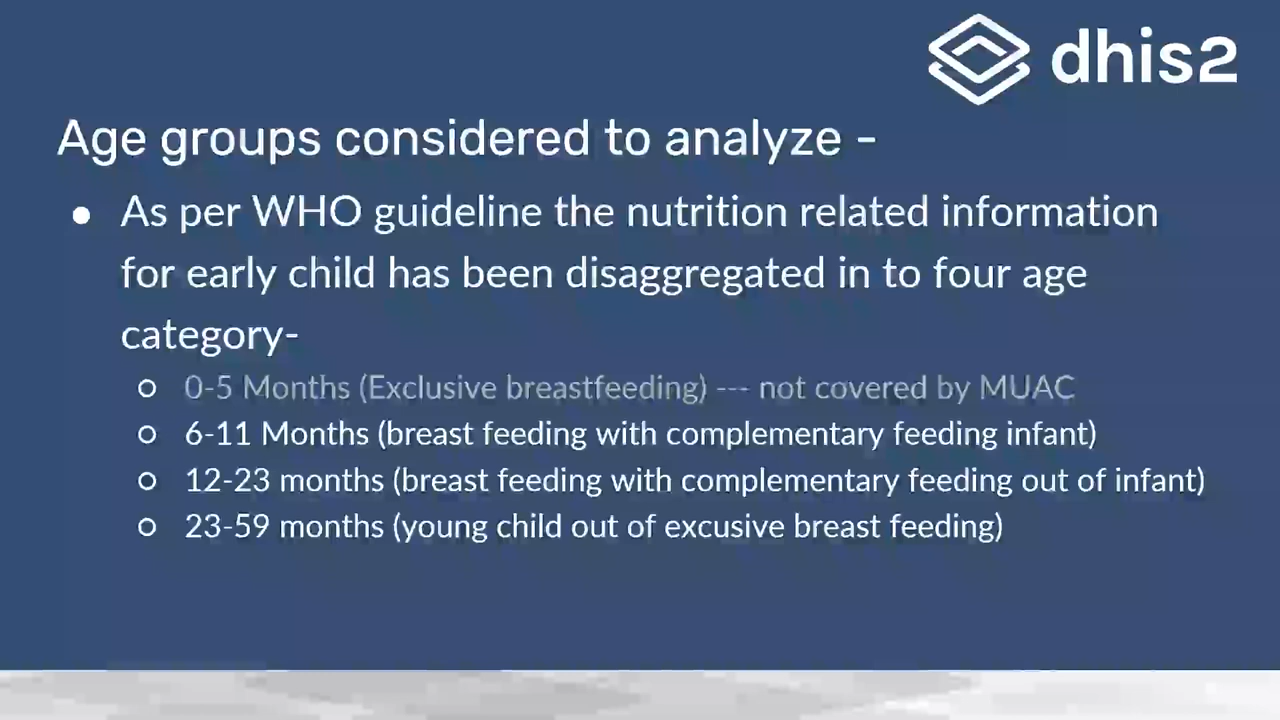 dhis2
Age groups considered to analyze -
● As per WHO guideline the nutrition related information
for early child has been disaggregated in to four age
category-
○ 0-5 Months (Exclusive breastfeeding) --- not covered by MUAC
○ 6-11 Months (breast feeding with complementary feeding infant)
○ 12-23 months (breast feeding with complementary feeding out of infant)
○ 23-59 months (young child out of excusive breast feeding)